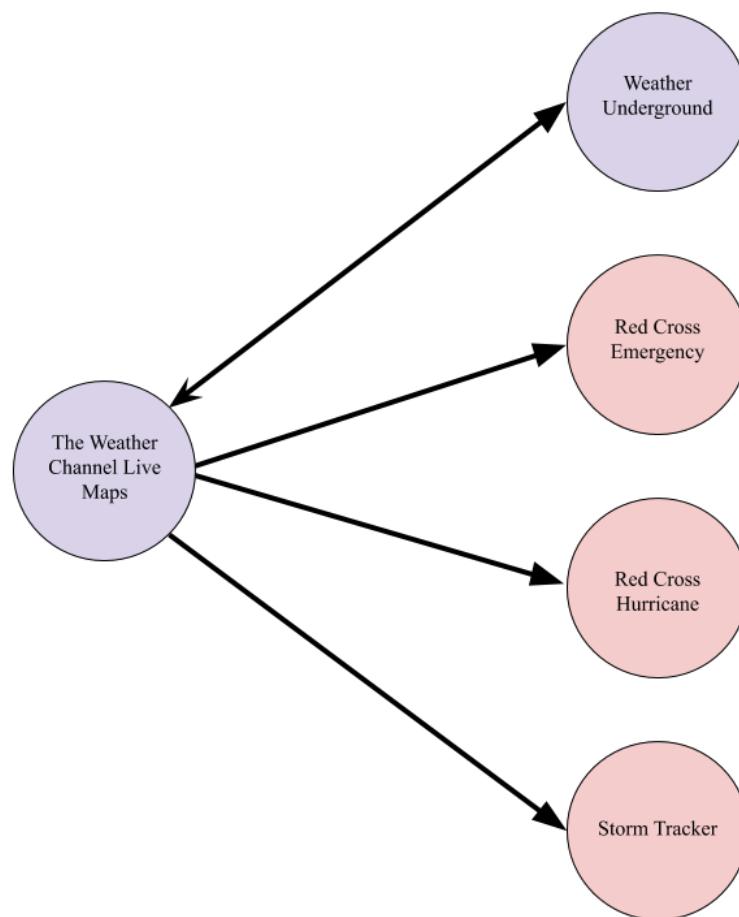 Weather
Underground
Red Cross
Emergency
The Weather
Channel Live
Maps
Red Cross
Hurricane
Storm Tracker